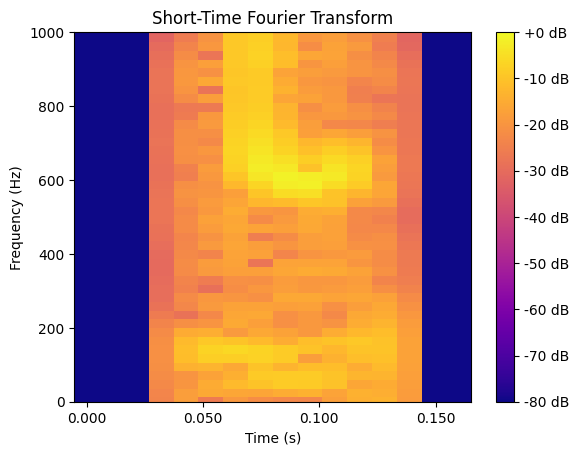 Short-Time Fourier Transform
1000
800
600
400
200
0
Frequency (Hz)
0.000
0.050
0.100
0.150
Time (s)
+0 dB
-10 dB
-20 dB
-30 dB
-40 dB
-50 dB
-60 dB
-70 dB
-80 dB